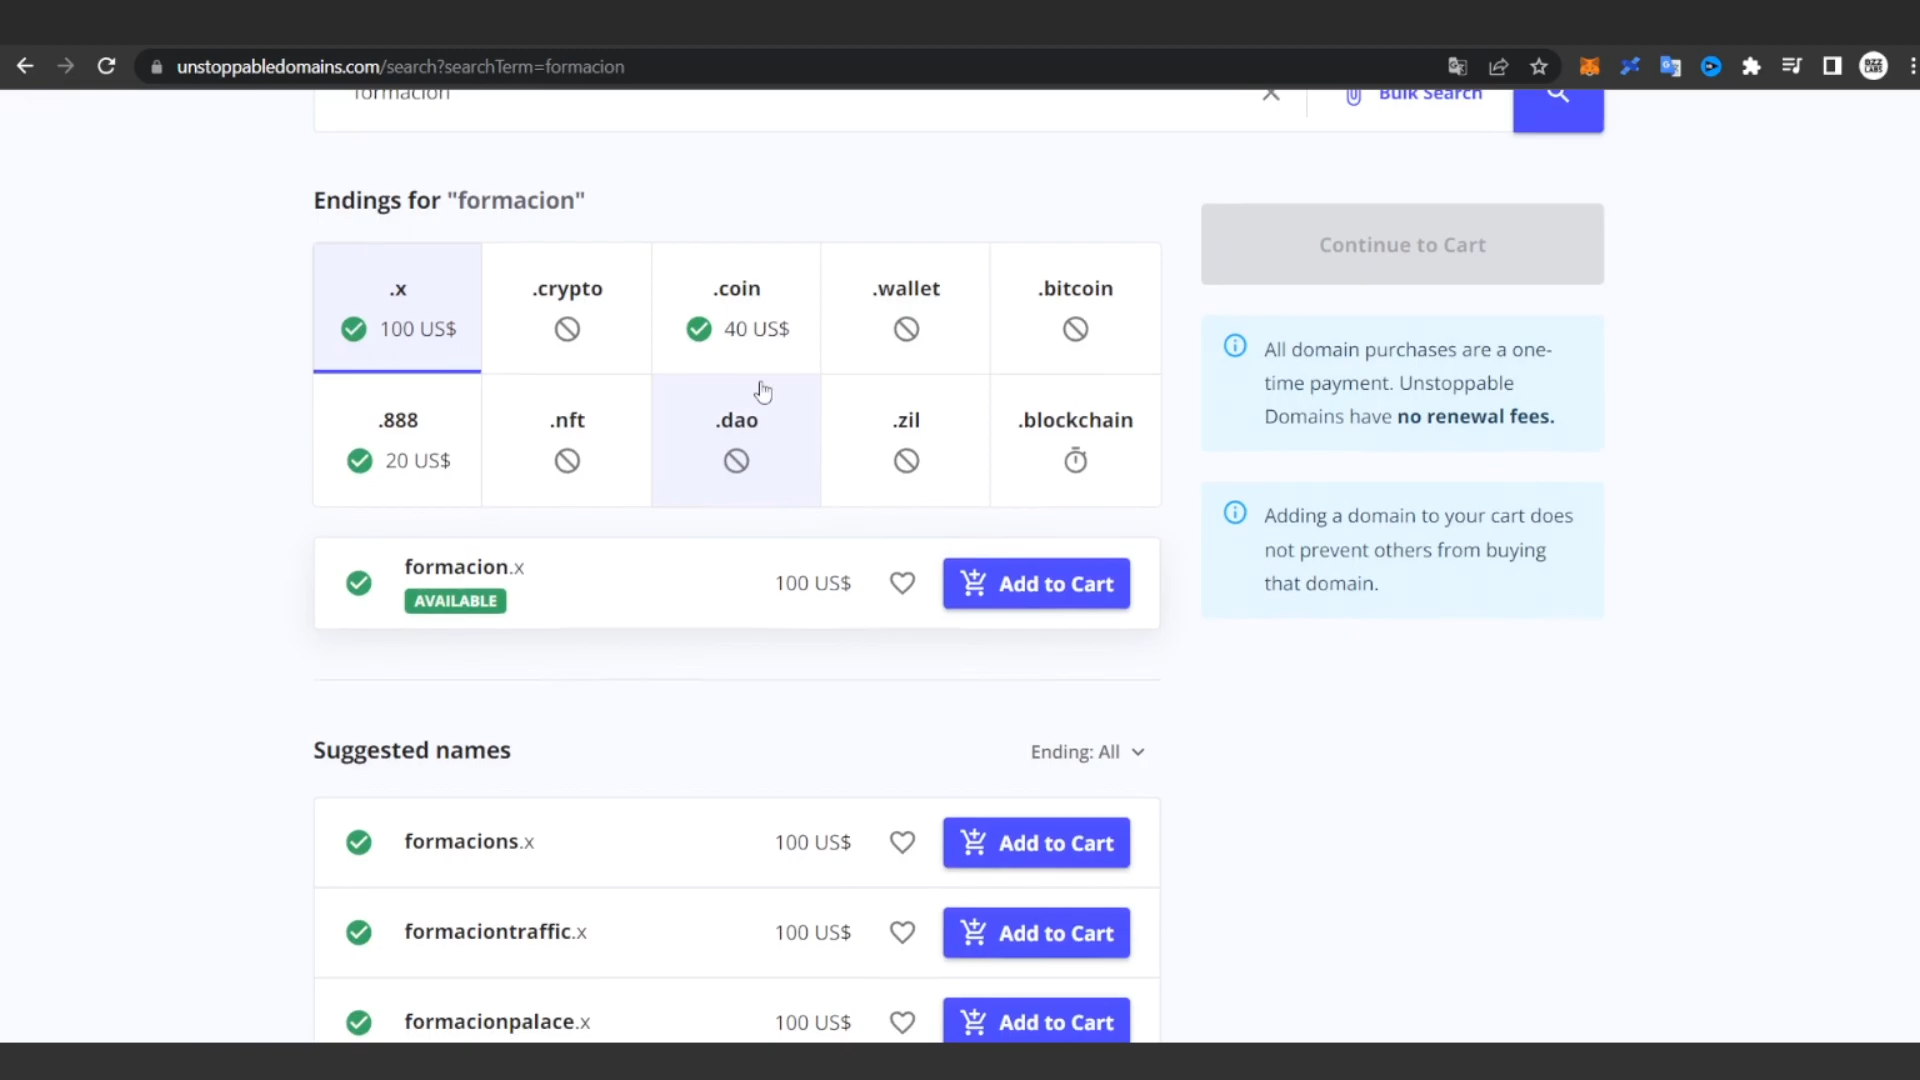 unstoppabledomains.com/search?searchTerm=formacion
BZZ
LABS
formacion
Bulk Search
Endings for "formacion"
.x
100 US$
.crypto
.coin
40 US$
.wallet
.bitcoin
.888
20 US$
.nft
.dao
.zil
.blockchain
formacion.x
AVAILABLE
100 US$
Add to Cart
Continue to Cart
All domain purchases are a one-
time payment. Unstoppable
Domains have no renewal fees.
Adding a domain to your cart does
not prevent others from buying
that domain.
Suggested names
Ending: All
formacions.x
100 US$
Add to Cart
formaciontraffic.x
100 US$
Add to Cart
formacionpalace.x
100 US$
Add to Cart